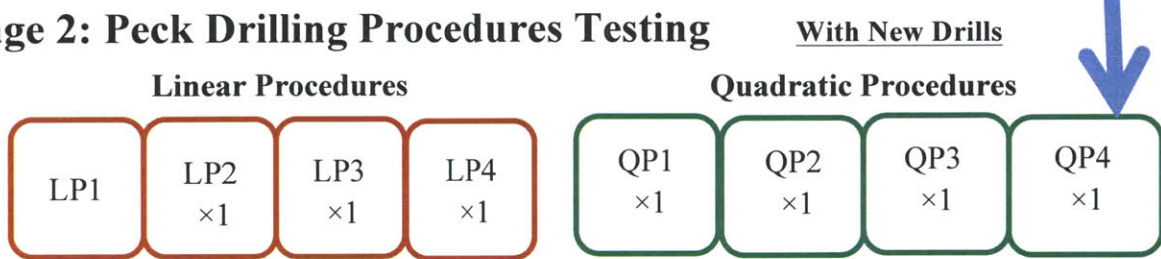 ge 2: Peck Drilling Procedures Testing With New Drills
Linear Procedures Quadratic Procedures
LP1 LP2 LP3 LP4 QP1 QP2 QP3 QP4
×1 ×1 ×1 ×1 ×1 ×1 ×1